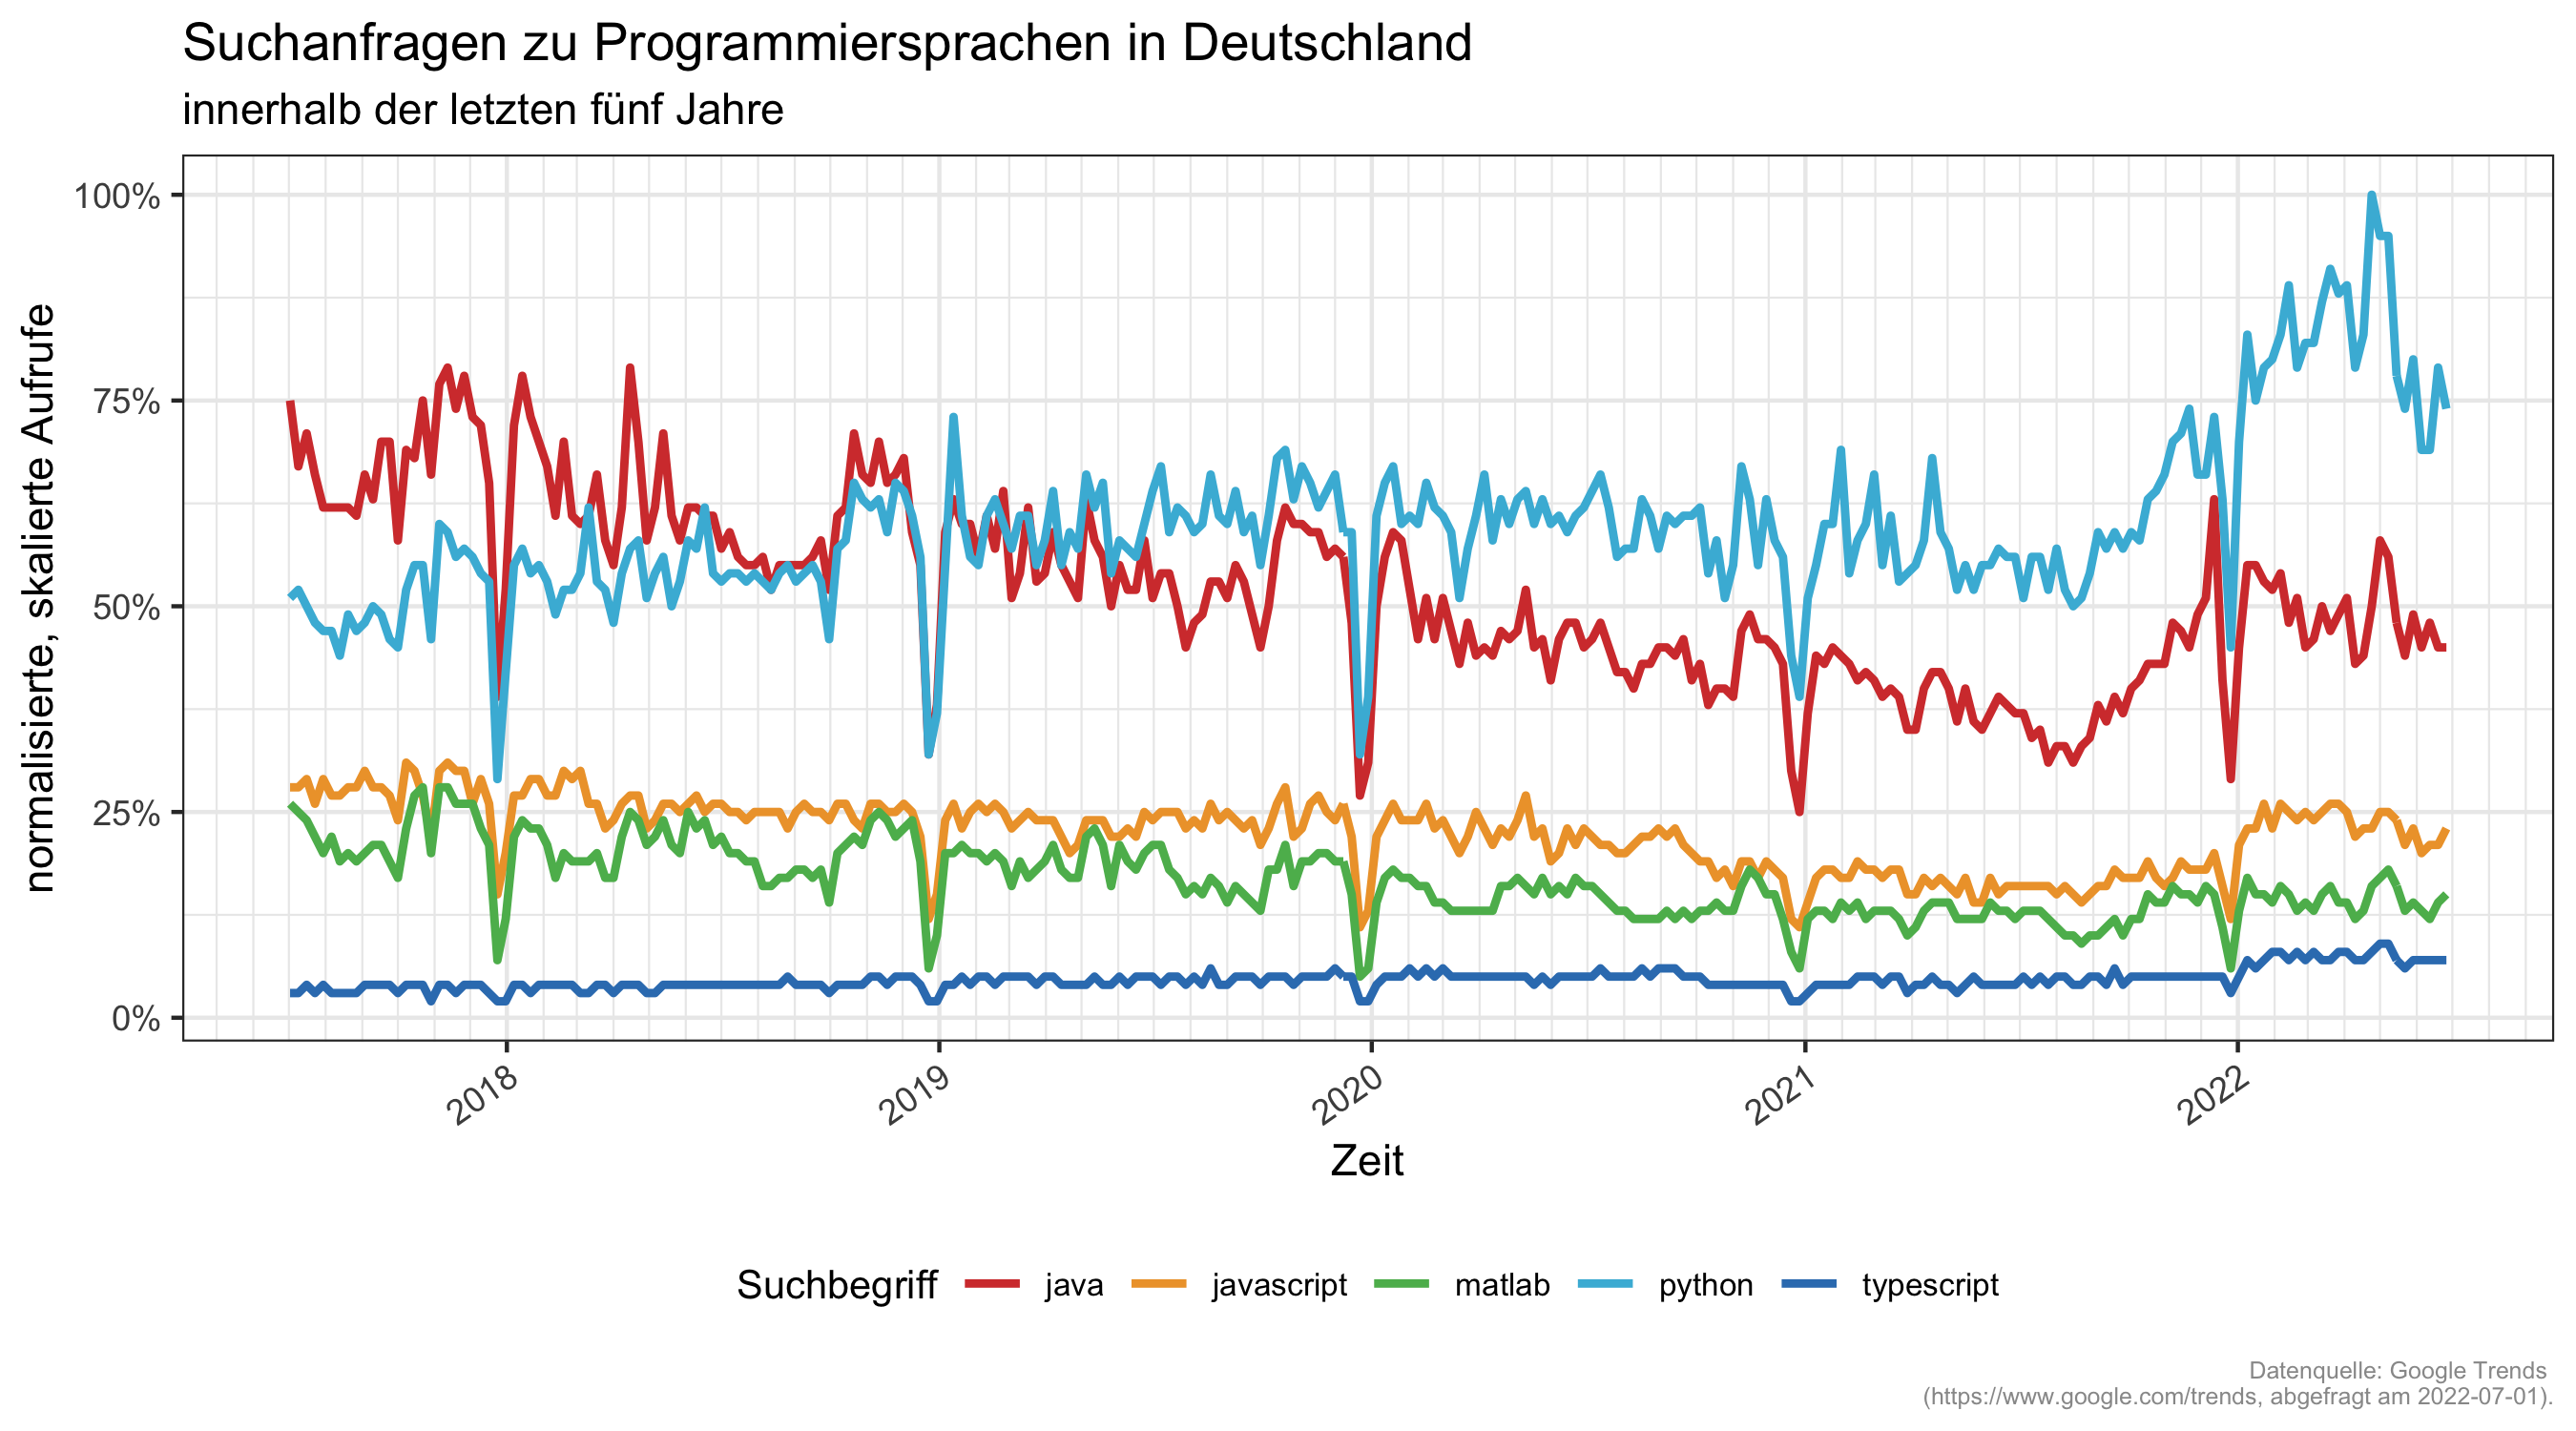 Suchanfragen zu Programmiersprachen in Deutschland
innerhalb der letzten fünf Jahre
normalisierte, skalierte Aufrufe
100%
75%
50%
25%
0%
2018
2019
2020
2021
2022
Zeit
Suchbegriff java javascript matlab python typescript
Datenquelle: Google Trends
(https://www.google.com/trends, abgefragt am 2022-07-01).